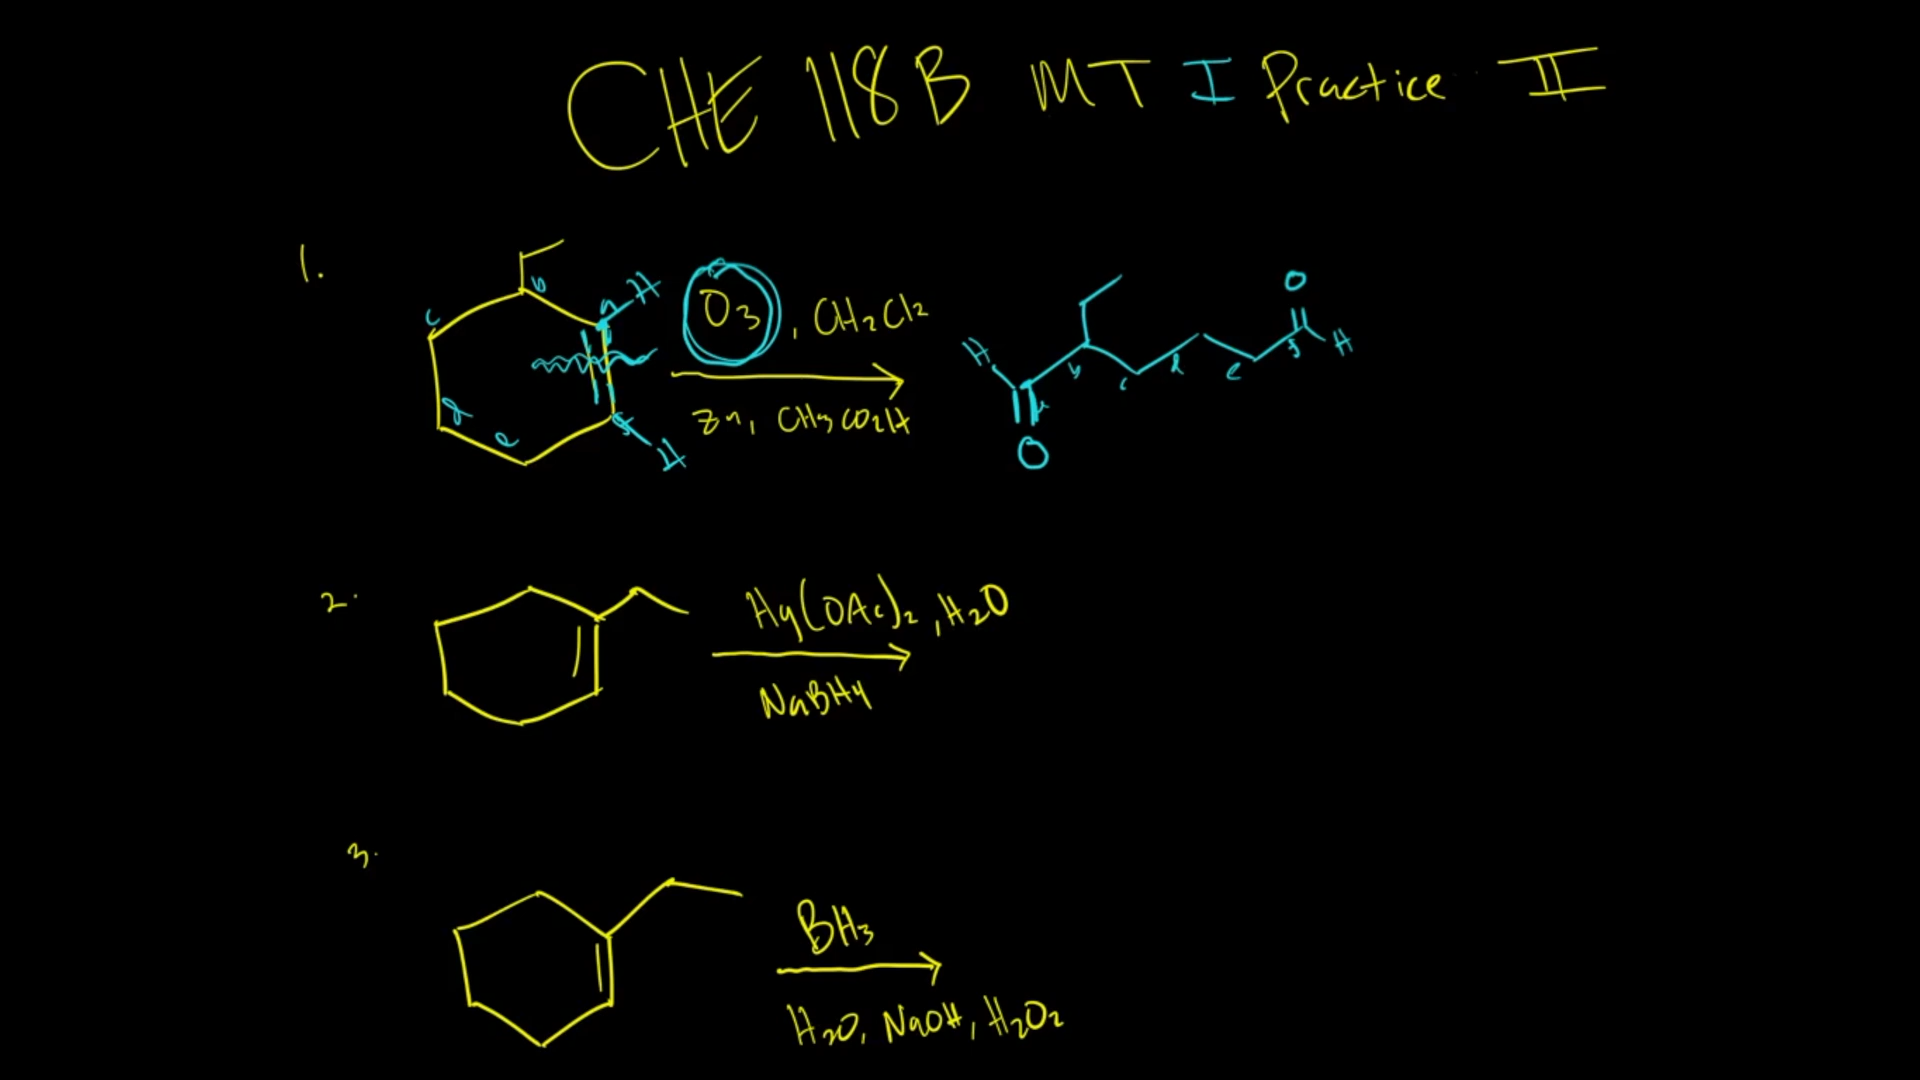 CHE 118B MT I Practice II
1.
b
H
a
c
O3, CH2Cl2
O
H
f
H
b
c
d
e
d
e
f
Zn, CH3CO2H
a
H
O
2.
Hg(OAc)2, H2O
NaBH4
3.
BH3
H2O, NaOH, H2O2